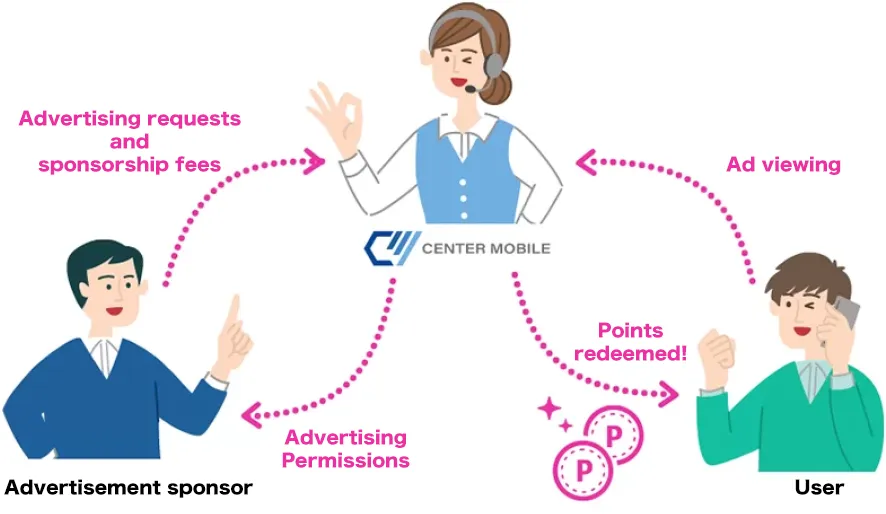 Advertising requests
and
sponsorship fees
Ad viewing
CENTER MOBILE
Points
redeemed!
Advertising
Permissions
P
P
Advertisement sponsor
User